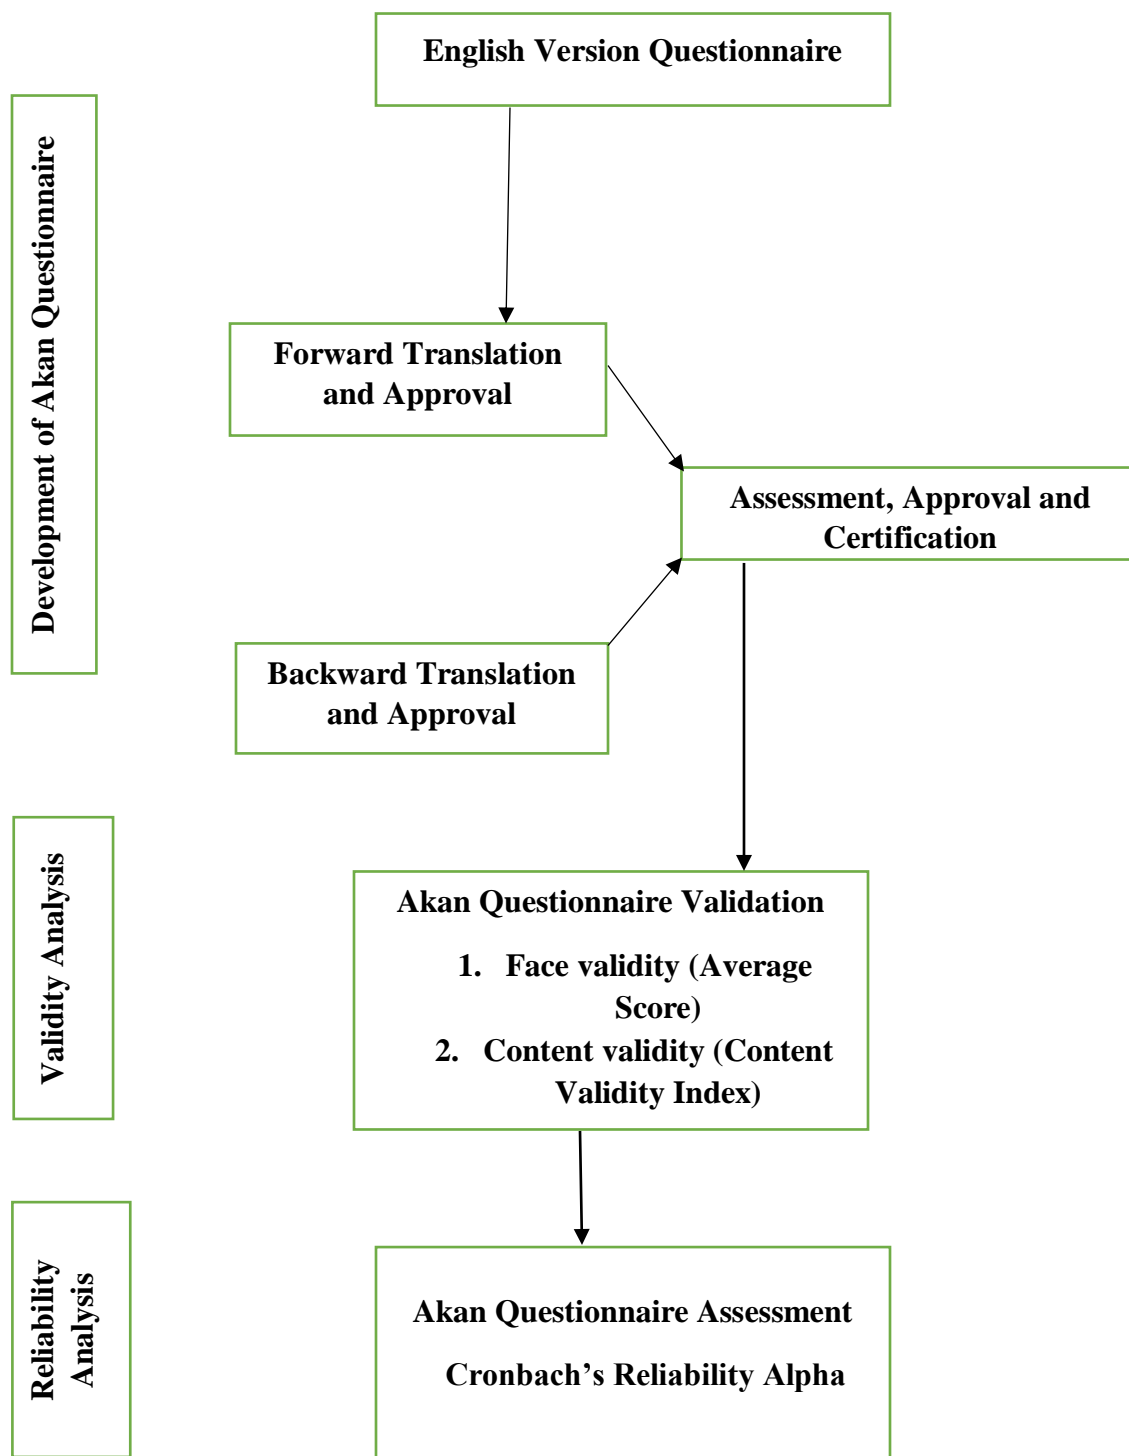 English Version Questionnaire
Development of Akan Questionnaire
Forward Translation
and Approval
Assessment, Approval and
Certification
Backward Translation
and Approval
Validity Analysis
Akan Questionnaire Validation
1. Face validity (Average
Score)
2. Content validity (Content
Validity Index)
Reliability
Analysis
Akan Questionnaire Assessment
Cronbach’s Reliability Alpha